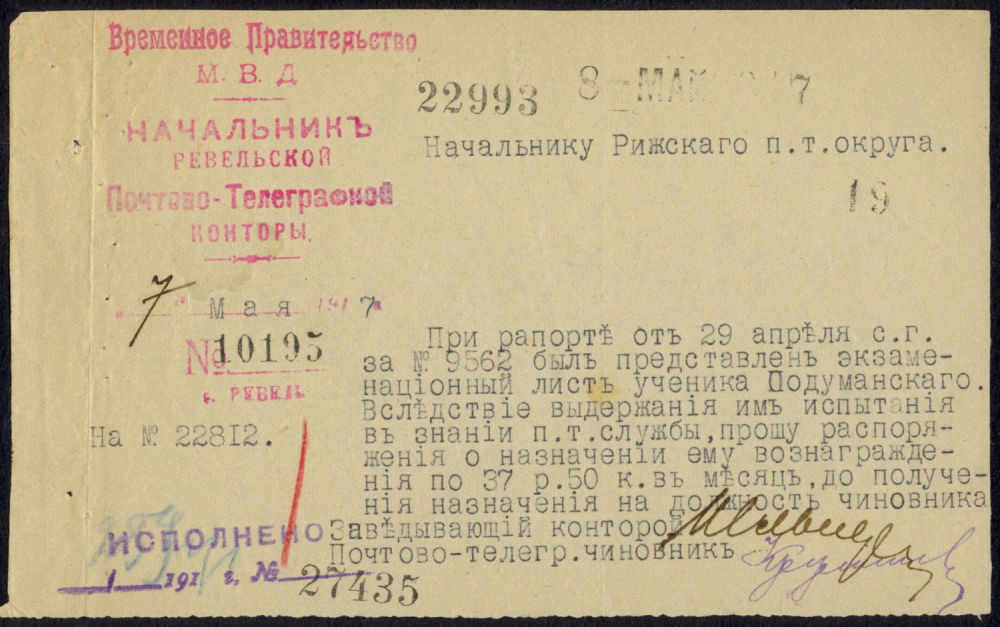 Временное Правительство
М. В. Д
НАЧАЛЬНИКЪ
РЕВЕЛЬСКОЙ
Почтово-Телеграфной
КОНТОРЫ.
"7" Мая 1917
№ 10195
г. РЕВЕЛЬ
На № 22812.
22993 8 - МАЯ 7
Начальнику Рижскаго п.т.округа.
19
При рапортѣ отъ 29 апрѣля с.г.
за № 9562 былъ представленъ экзаме-
націонный листъ ученика Подуманскаго.
Вслѣдствіе выдержанія имъ испытанія
въ знаніи п.т.службы,прошу распоря-
женія о назначеніи ему вознагражде-
нія по 37 р.50 к.въ мѣсяцъ,до получе-
нія назначенія на должность чиновника
Завѣдывающій конторой
Почтово-телегр.чиновникъ
ИСПОЛНЕНО
1 191 г. №
27435